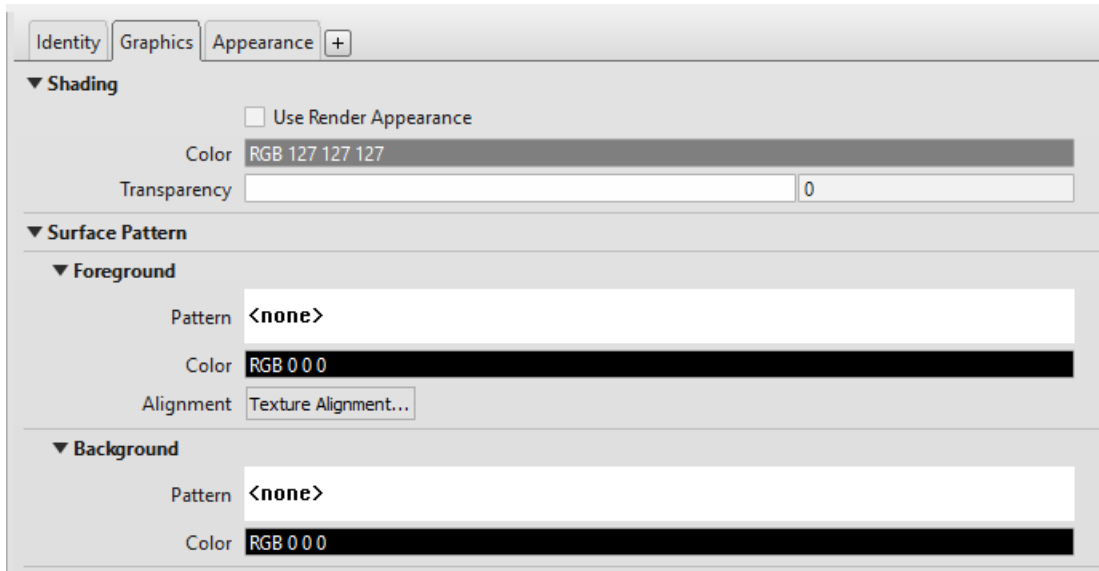 Identity Graphics Appearance +
Shading
Use Render Appearance
Color RGB 127 127 127
Transparency 0
Surface Pattern
Foreground
Pattern <none>
Color RGB 0 0 0
Alignment Texture Alignment...
Background
Pattern <none>
Color RGB 0 0 0